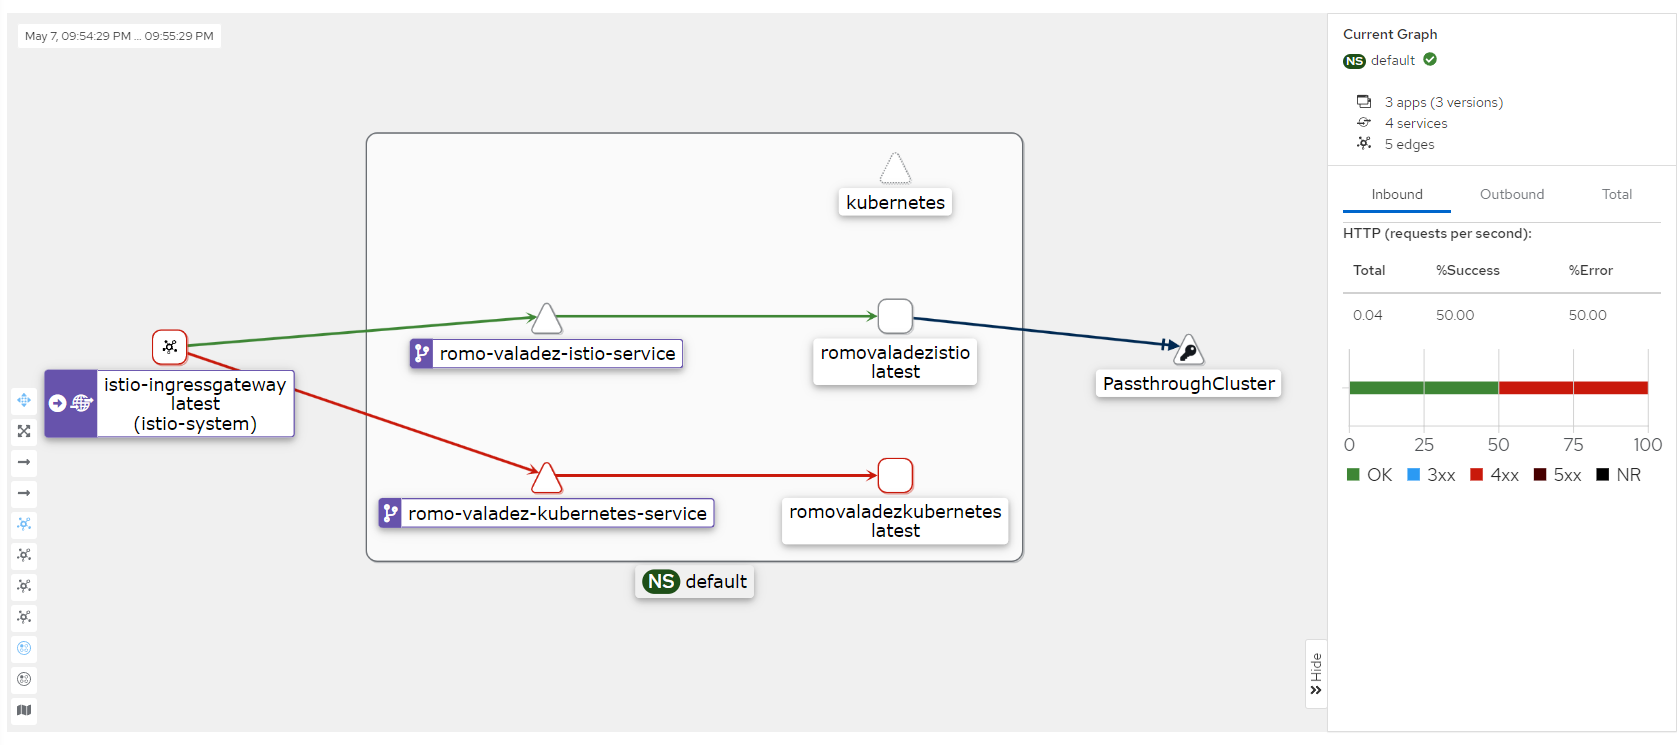 May 7, 09:54:29 PM ... 09:55:29 PM
kubernetes
romo-valadez-istio-service
romovaladezistio
latest
PassthroughCluster
istio-ingressgateway
latest
(istio-system)
romo-valadez-kubernetes-service
romovaladezkubernetes
latest
NS default
Hide
Current Graph
NS default
3 apps (3 versions)
4 services
5 edges
Inbound Outbound Total
HTTP (requests per second):
Total %Success %Error
0.04 50.00 50.00
0 25 50 75 100
OK 3xx 4xx 5xx NR